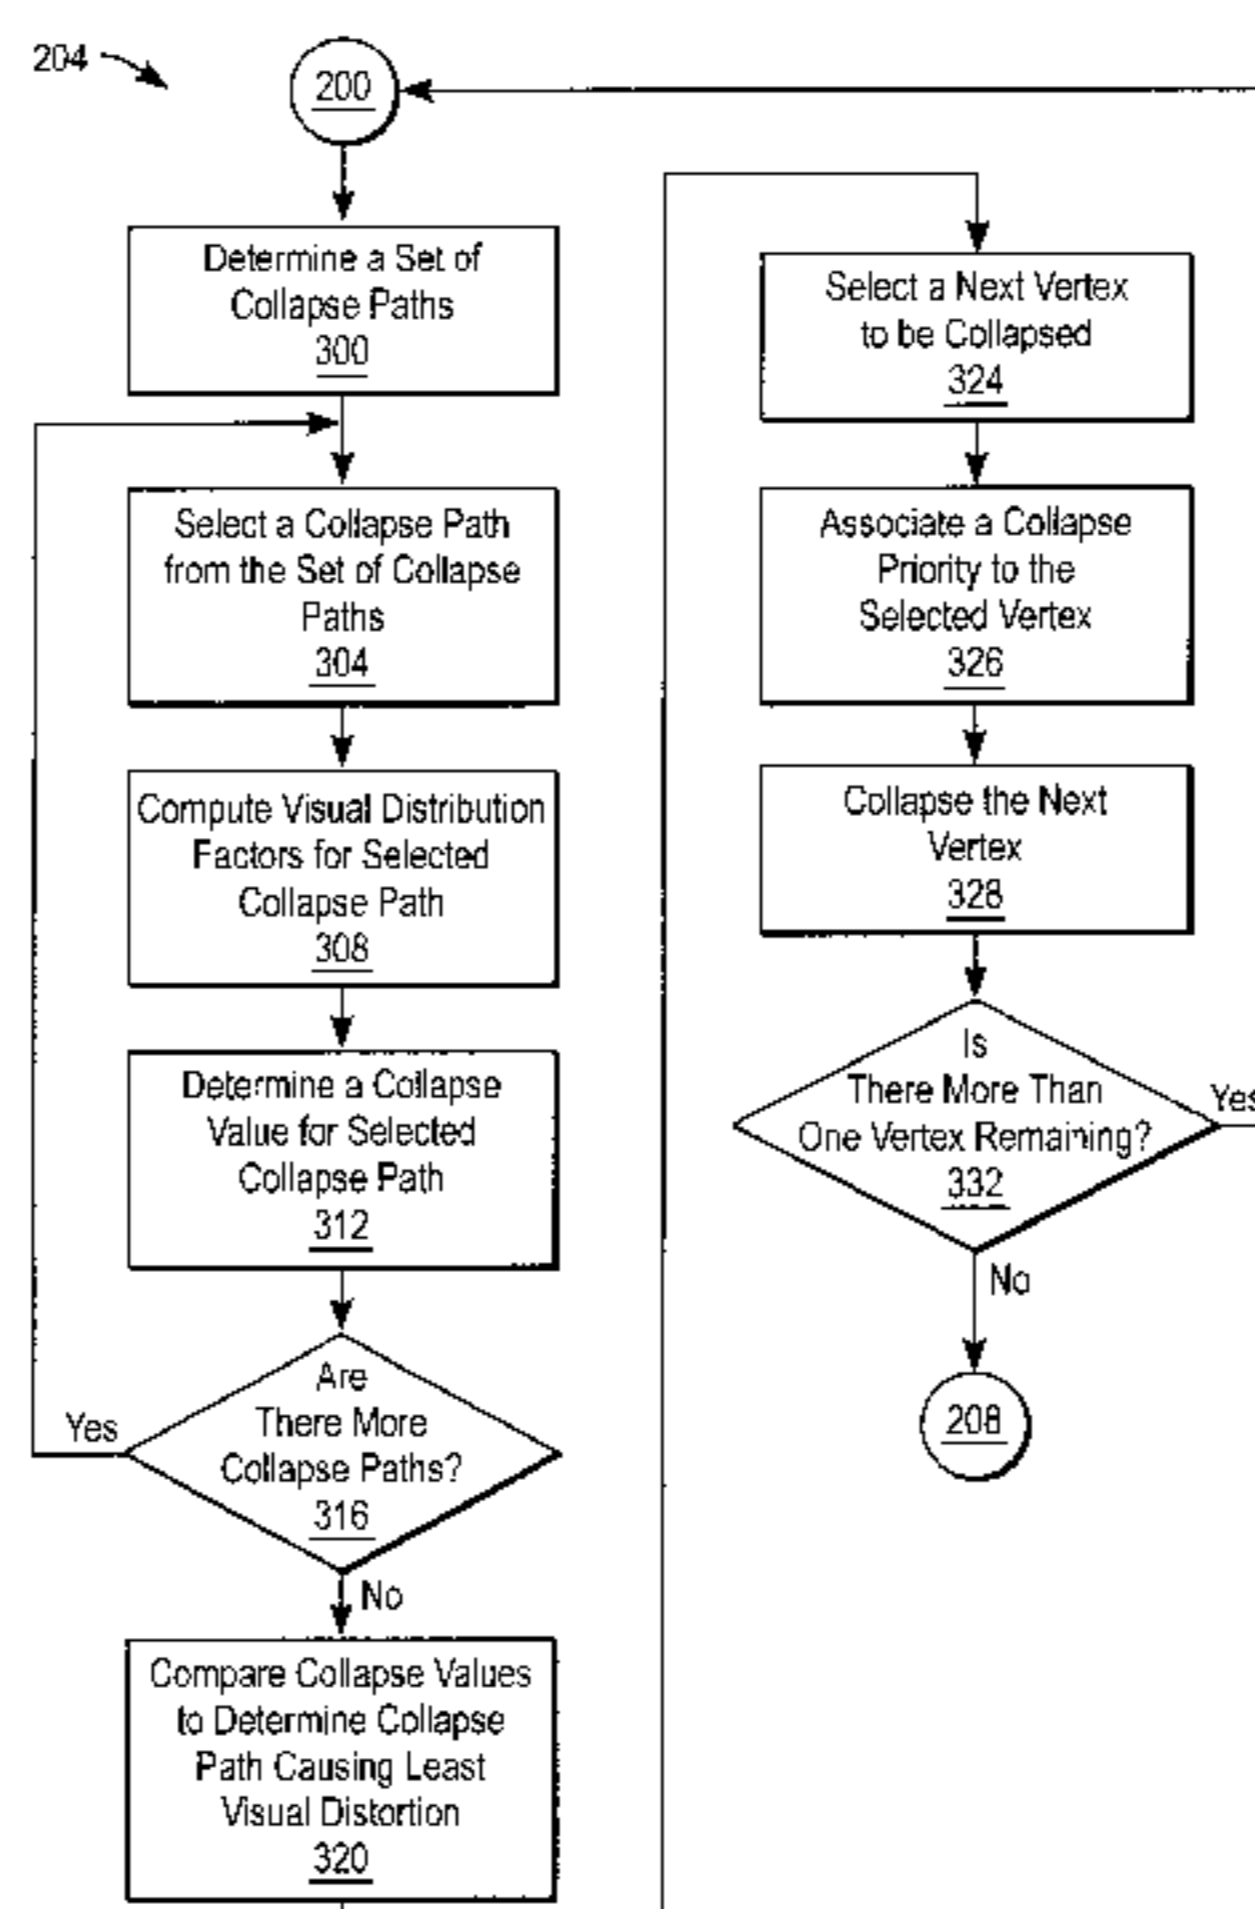 204
200
Determine a Set of
Collapse Paths
300
Select a Collapse Path
from the Set of Collapse
Paths
304
Compute Visual Distribution
Factors for Selected
Collapse Path
308
Determine a Collapse
Value for Selected
Collapse Path
312
Are
There More
Collapse Paths?
316
Yes
No
Compare Collapse Values
to Determine Collapse
Path Causing Least
Visual Distortion
320
Select a Next Vertex
to be Collapsed
324
Associate a Collapse
Priority to the
Selected Vertex
326
Collapse the Next
Vertex
328
Is
There More Than
One Vertex Remaining?
332
Yes
No
208